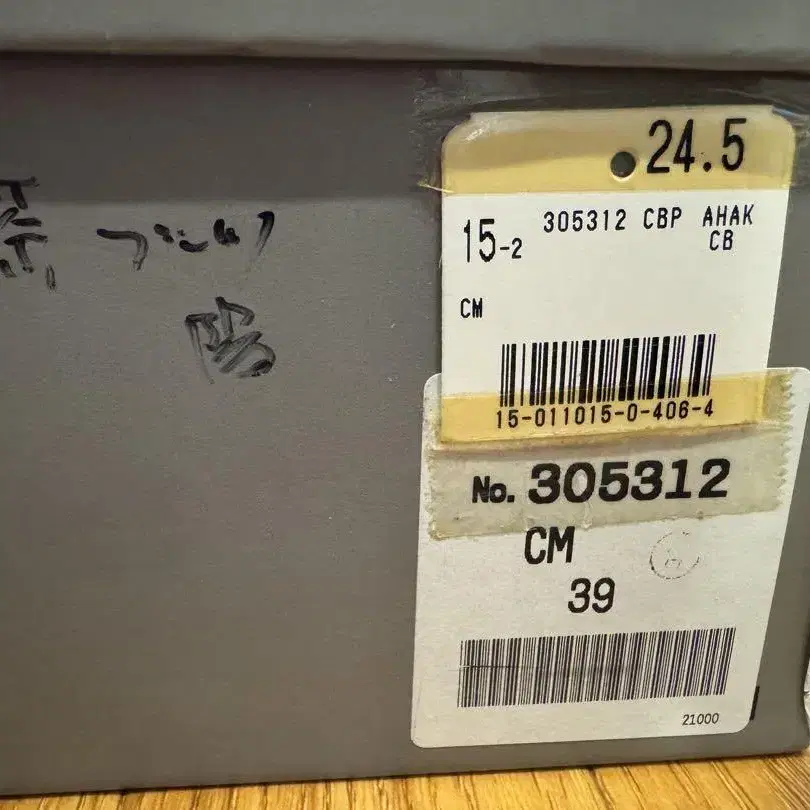 24.5
15-2 305312 CBP AHAK
CB
CM
15-011015-0-406-4
No. 305312
CM
39
21000